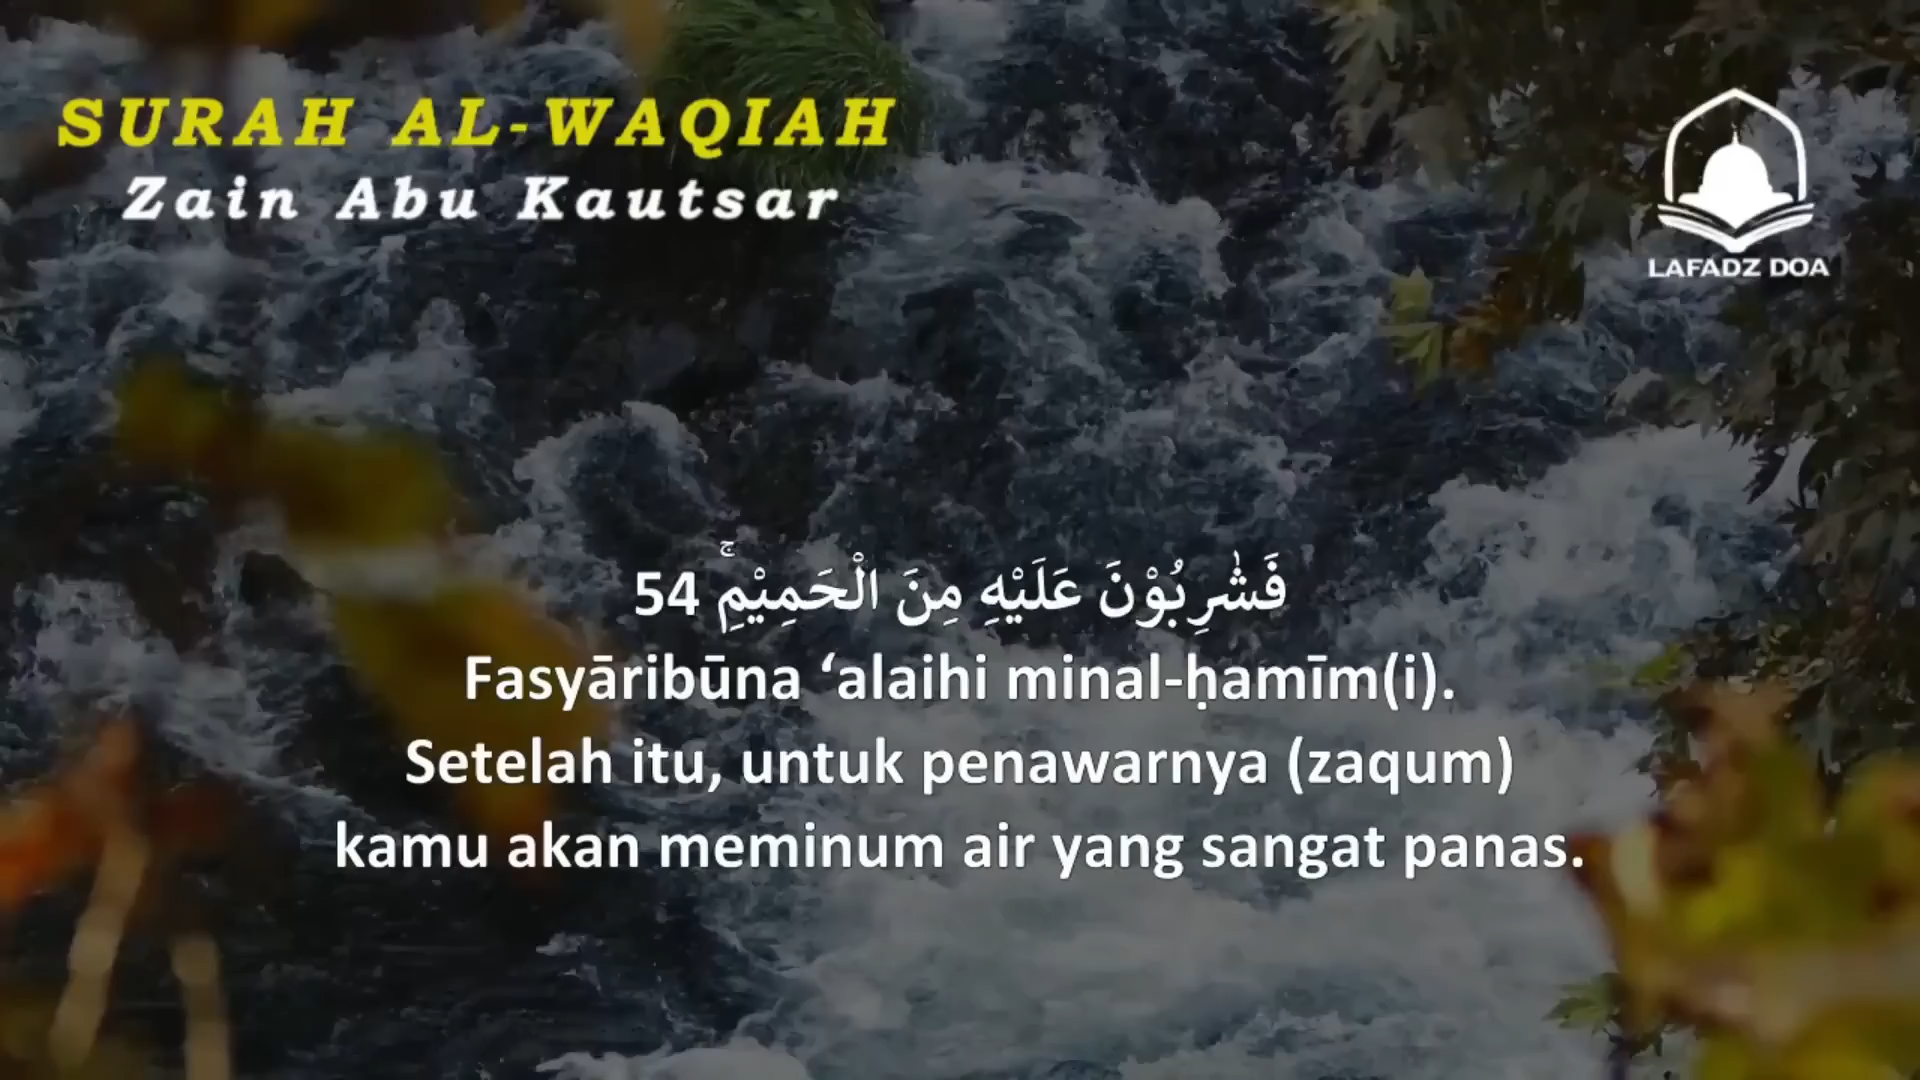 SURAH AL-WAQIAH
Zain Abu Kautsar
LAFADZ DOA
فَشٰرِبُوْنَ عَلَيْهِ مِنَ الْحَمِيْمِۚ 54
Fasyāribūna ‘alaihi minal-ḥamīm(i).
Setelah itu, untuk penawarnya (zaqum)
kamu akan meminum air yang sangat panas.